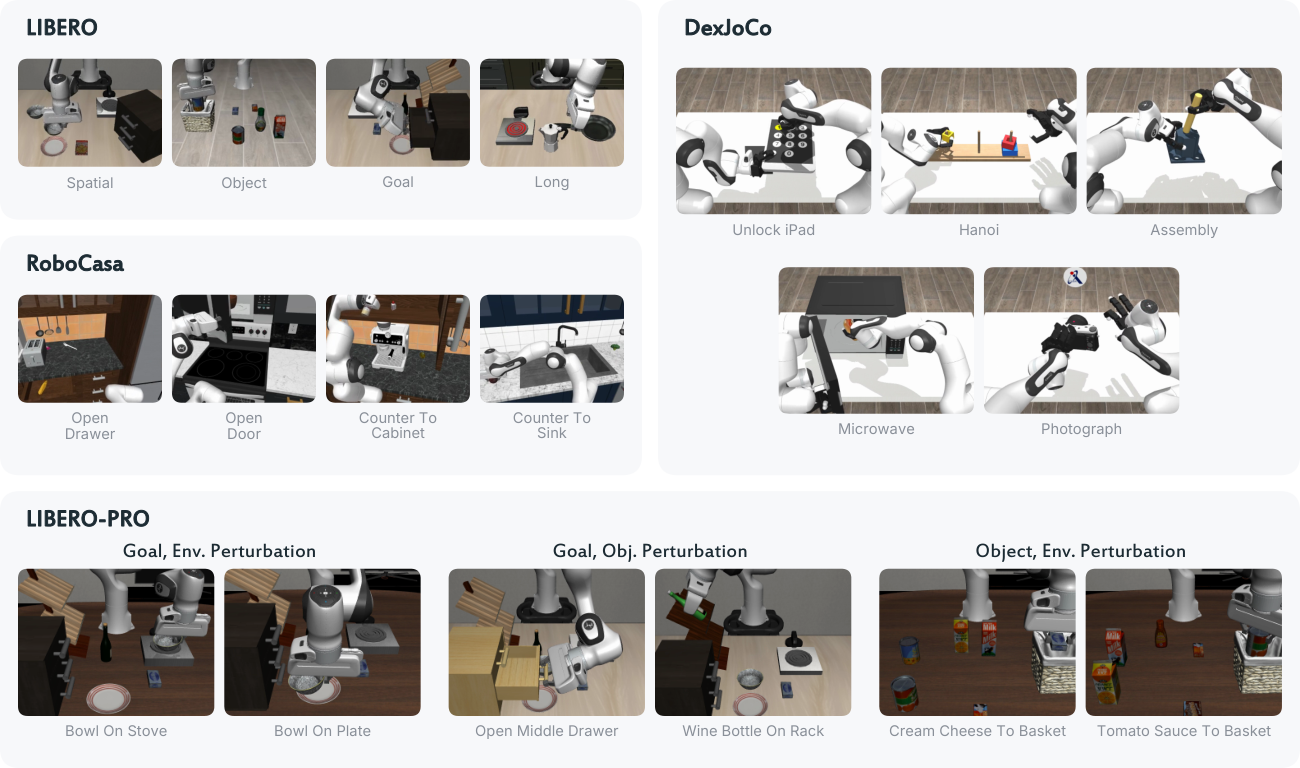 LIBERO
Spatial
Object
Goal
Long
RoboCasa
Open
Drawer
Open
Door
Counter To
Cabinet
Counter To
Sink
DexJoCo
Unlock iPad
Hanoi
Assembly
Microwave
Photograph
LIBERO-PRO
Goal, Env. Perturbation
Bowl On Stove
Bowl On Plate
Goal, Obj. Perturbation
Open Middle Drawer
Wine Bottle On Rack
Object, Env. Perturbation
Cream Cheese To Basket
Tomato Sauce To Basket